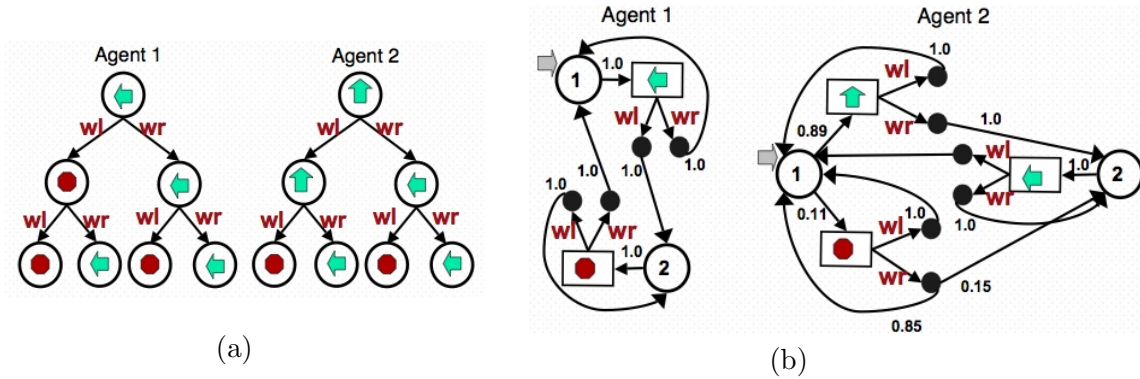 Agent 1 Agent 2
wl wr wl wr
wl wr wl wr wl wr wl wr
(a)
Agent 1
1 1.0 1.0
wl wr
1.0 1.0
1.0 1.0
wl wr
1.0 2
(b)
Agent 2
1.0
wl
wr 1.0
0.89
1 wl 1.0 2
wr
0.11 1.0 1.0
wl
wr
0.15
0.85